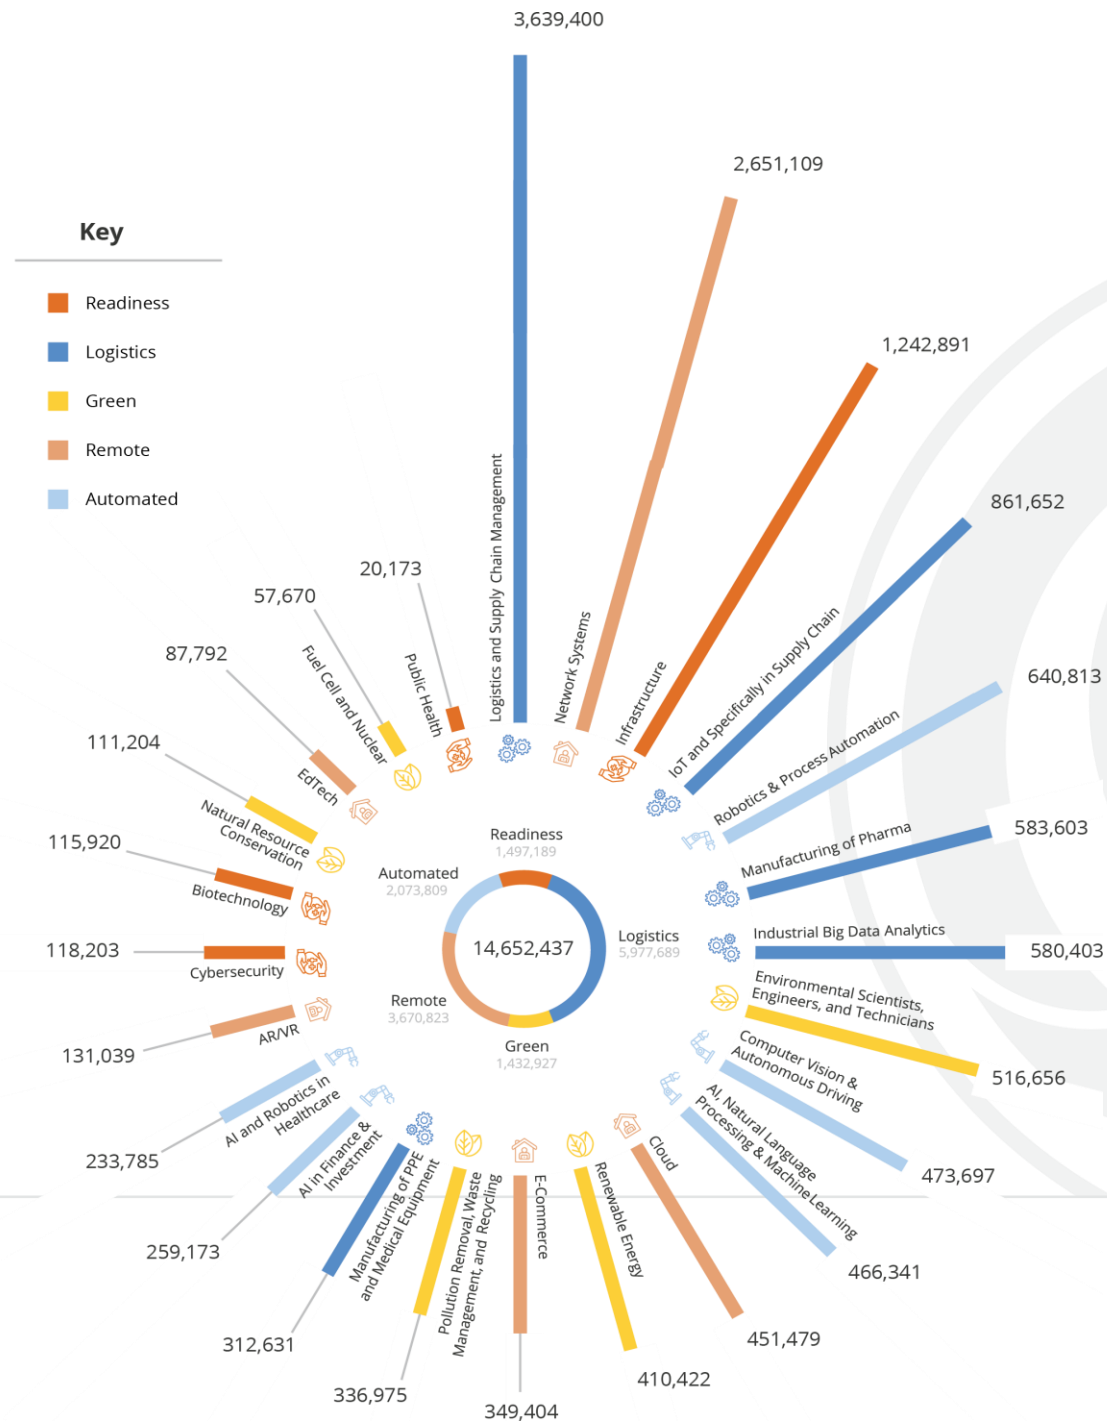 3,639,400
2,651,109
Key
Readiness
Logistics
Green
Remote
Automated
1,242,891
861,652
640,813
583,603
580,403
516,656
473,697
466,341
451,479
410,422
349,404
336,975
312,631
259,173
233,785
131,039
118,203
115,920
111,204
87,792
57,670
20,173
Logistics and Supply Chain Management
Network Systems
Infrastructure
IoT and Specifically in Supply Chain
Robotics & Process Automation
Manufacturing of Pharma
Industrial Big Data Analytics
Environmental Scientists,
Engineers, and Technicians
Computer Vision &
Autonomous Driving
AI, Natural Language
Processing & Machine Learning
Cloud
Renewable Energy
E-Commerce
Pollution Removal, Waste
Management, and Recycling
Manufacturing of PPE
and Medical Equipment
AI in Finance &
Investment
AI and Robotics in
Healthcare
AR/VR
Cybersecurity
Biotechnology
Natural Resource
Conservation
EdTech
Fuel Cell and Nuclear
Public Health
Readiness
1,497,189
Automated
2,073,809
14,652,437
Logistics
5,977,689
Remote
3,670,823
Green
1,432,927